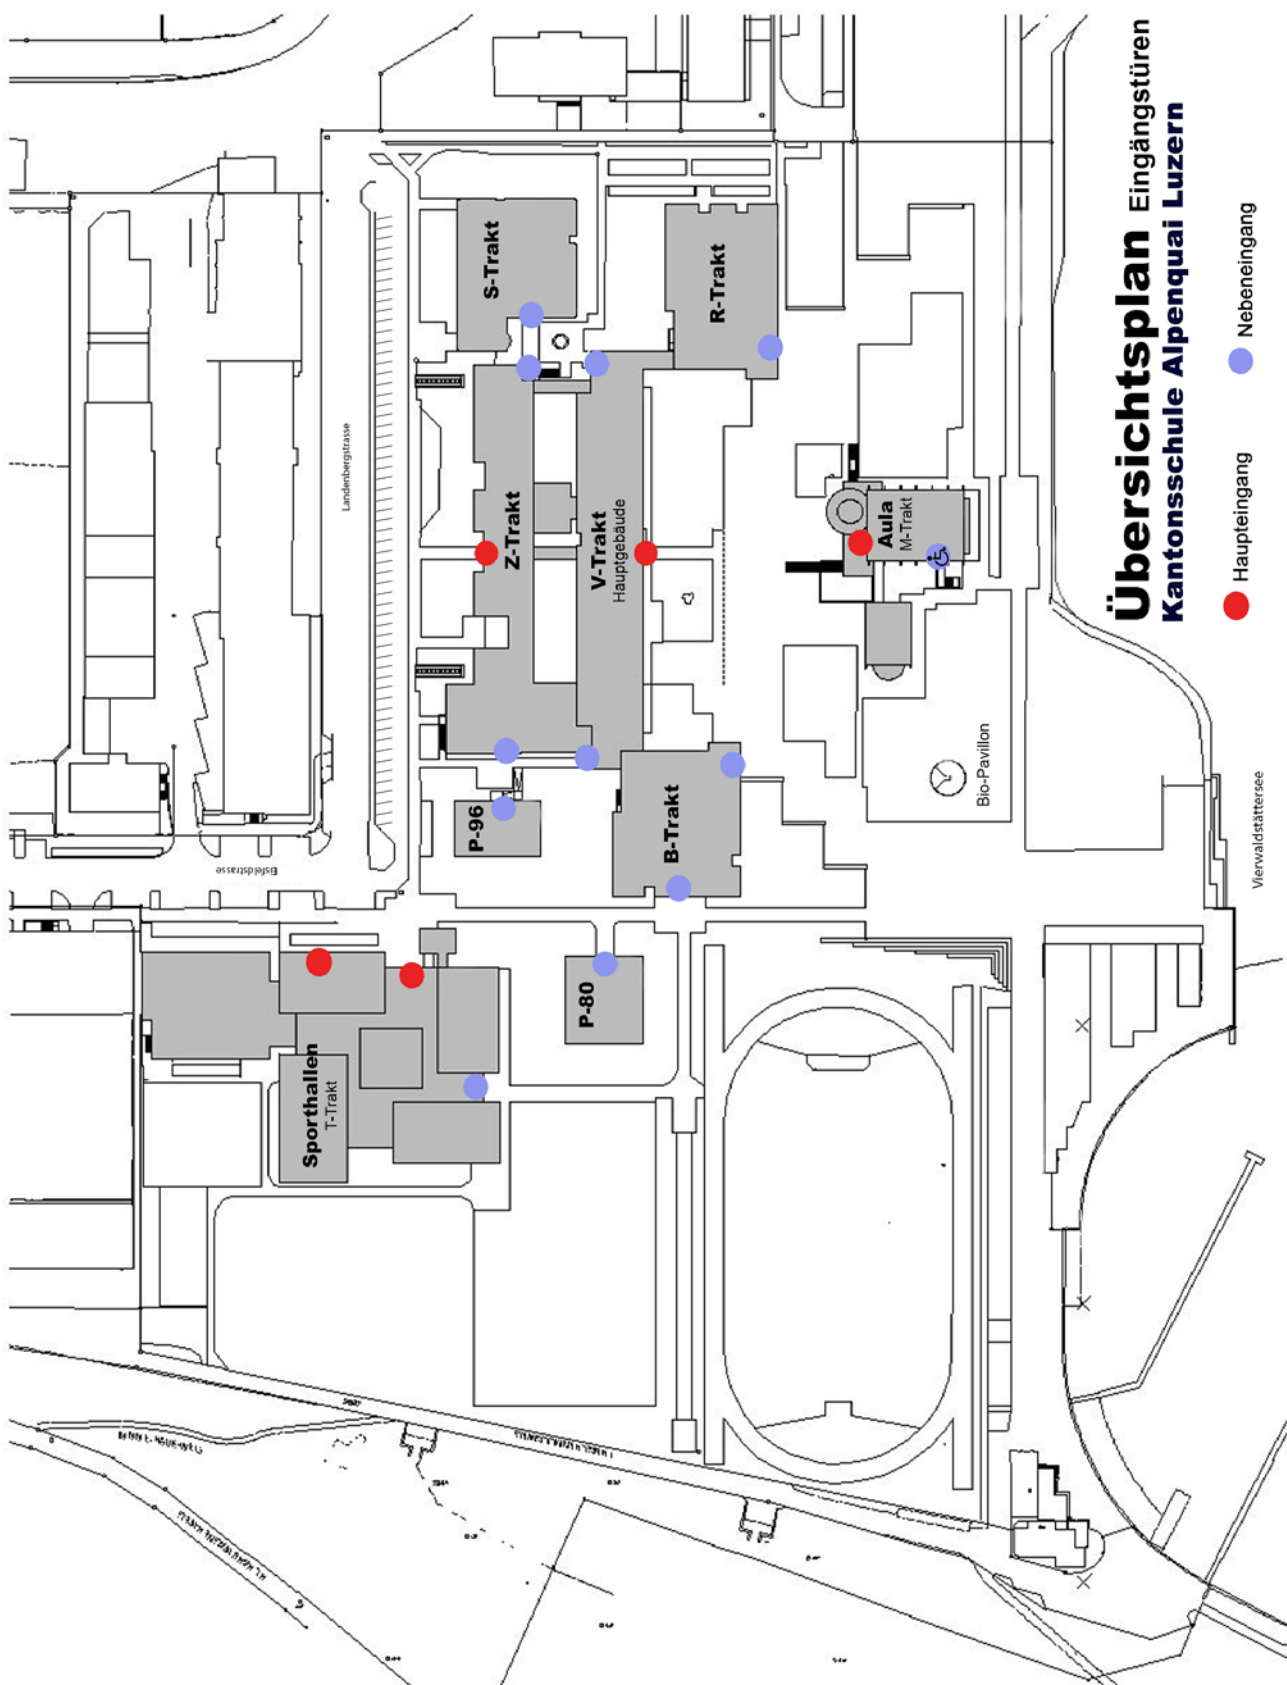 Übersichtsplan Eingängstüren
Kantonsschule Alpenquai Luzern
Haupteingang
Nebeneingang
Landenbergstrasse
Eisfeldstrasse
S-Trakt
R-Trakt
Z-Trakt
V-Trakt
Hauptgebäude
Aula
M-Trakt
P-96
B-Trakt
Bio-Pavillon
Vierwaldstättersee
P-80
Sporthallen
T-Trakt